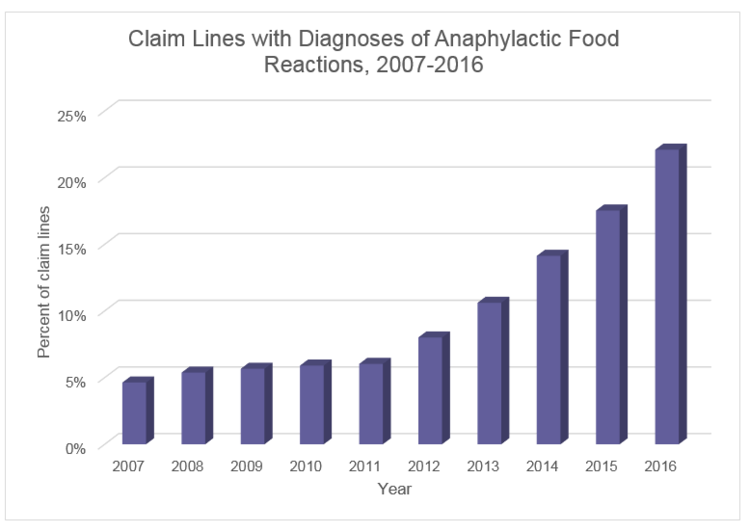 Claim Lines with Diagnoses of Anaphylactic Food
Reactions, 2007-2016
25%
20%
15%
10%
5%
0%
Percent of claim lines
2007 2008 2009 2010 2011 2012 2013 2014 2015 2016
Year